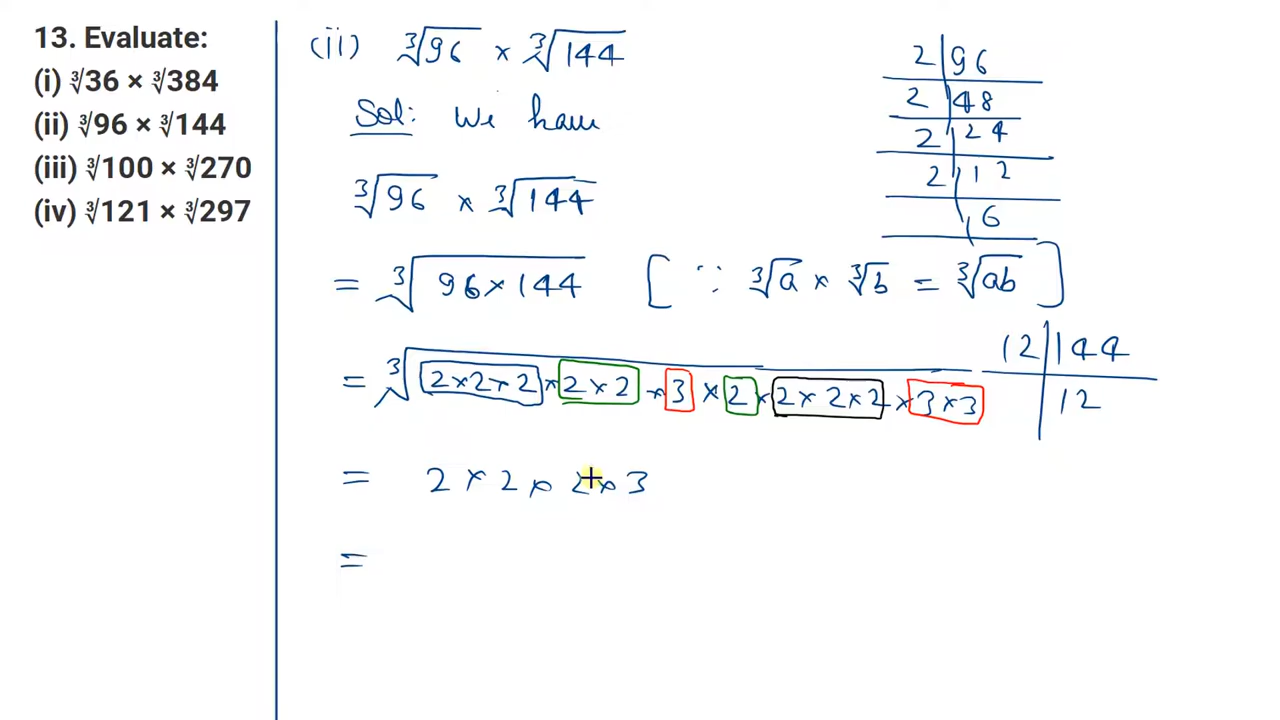 13. Evaluate:
(i) ∛36 × ∛384
(ii) ∛96 × ∛144
(iii) ∛100 × ∛270
(iv) ∛121 × ∛297
(ii) ∛96 × ∛144
Sol: We have
∛96 × ∛144
= ∛96×144 [ ∵ ∛a × ∛b = ∛ab ]
= ∛2×2×2 × 2×2 × 3 × 2 × 2×2×2 × 3×3
= 2 × 2 × 2 × 3
=
2 | 96
2 | 48
2 | 24
2 | 12
6
12 | 144
12